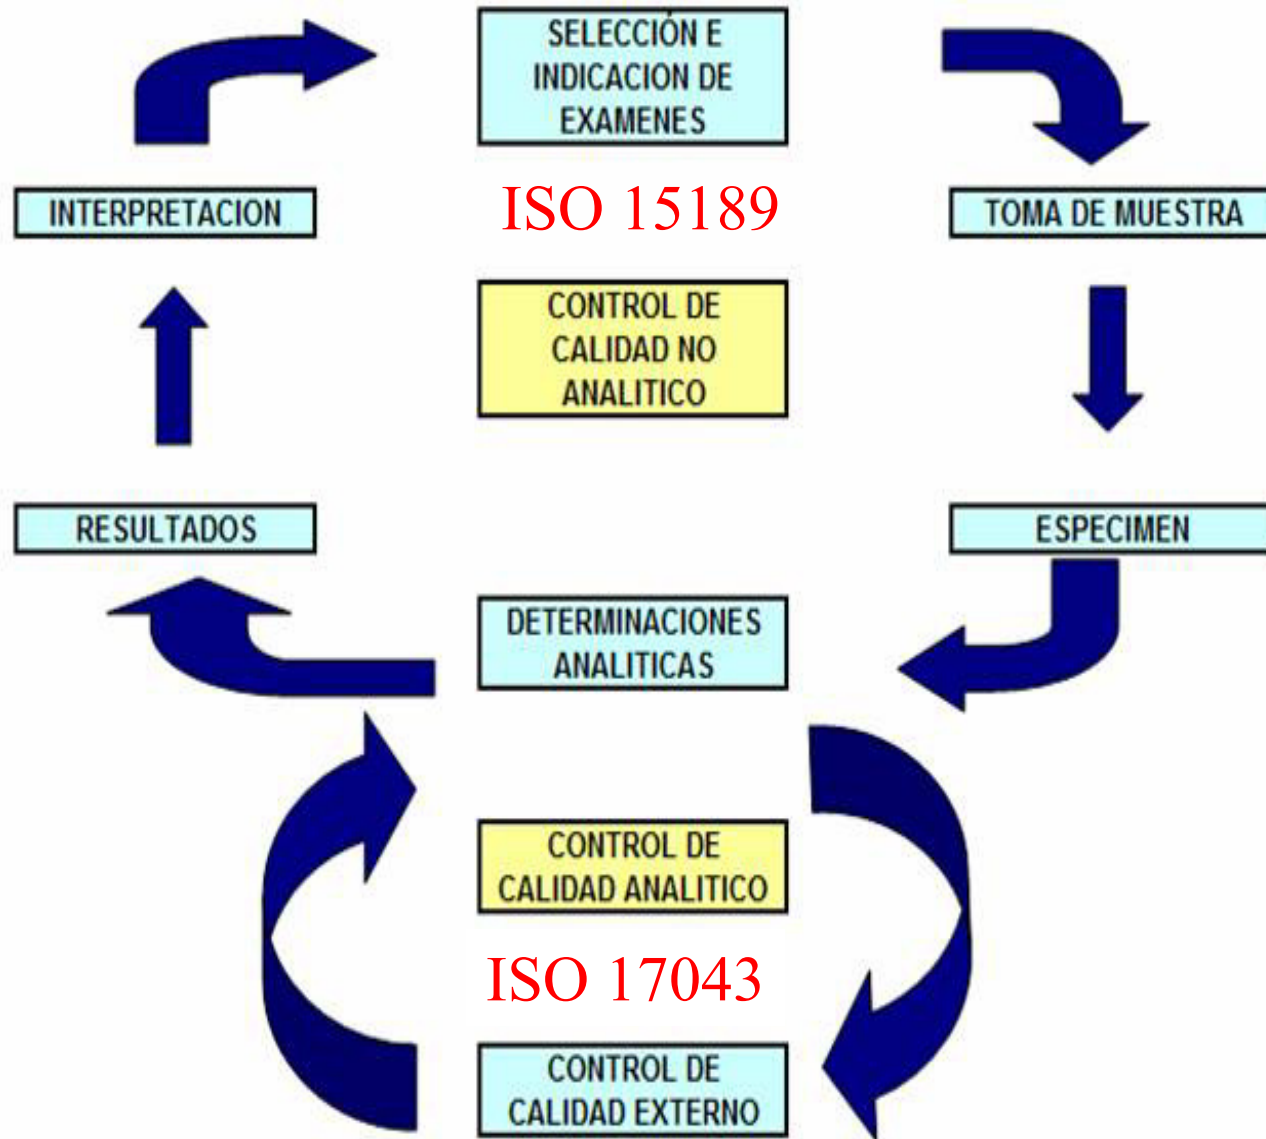 SELECCIÓN E
INDICACION DE
EXAMENES
INTERPRETACION
ISO 15189
TOMA DE MUESTRA
CONTROL DE
CALIDAD NO
ANALITICO
RESULTADOS
ESPECIMEN
DETERMINACIONES
ANALITICAS
CONTROL DE
CALIDAD ANALITICO
ISO 17043
CONTROL DE
CALIDAD EXTERNO